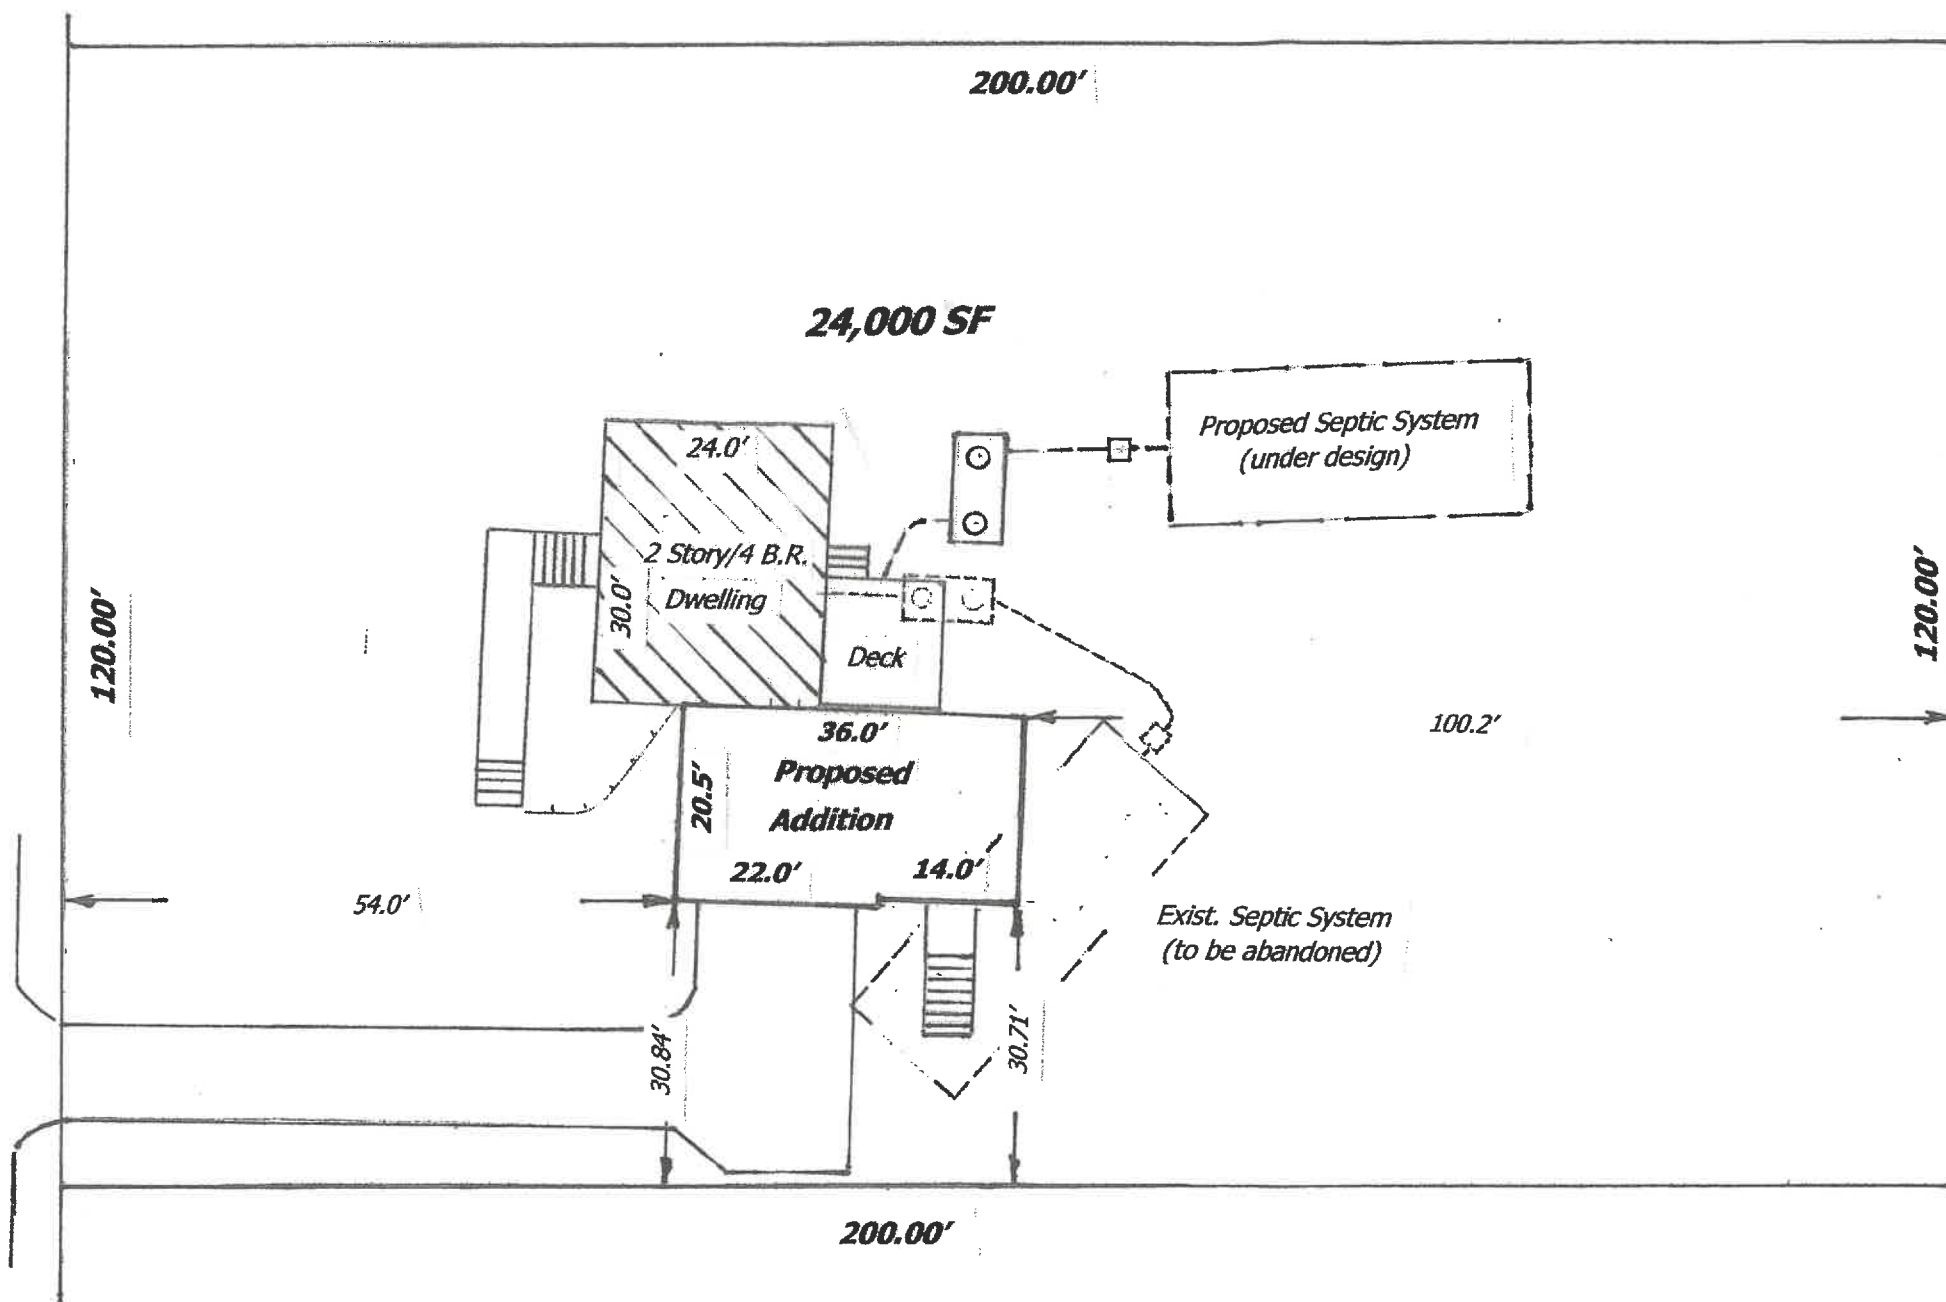 200.00'
24,000 SF
24.0'
Proposed Septic System
(under design)
2 Story/4 B.R.
Dwelling
30.0'
120.00'
120.00'
Deck
36.0'
100.2'
Proposed
Addition
20.5'
22.0'
14.0'
54.0'
Exist. Septic System
(to be abandoned)
30.84'
30.71'
200.00'